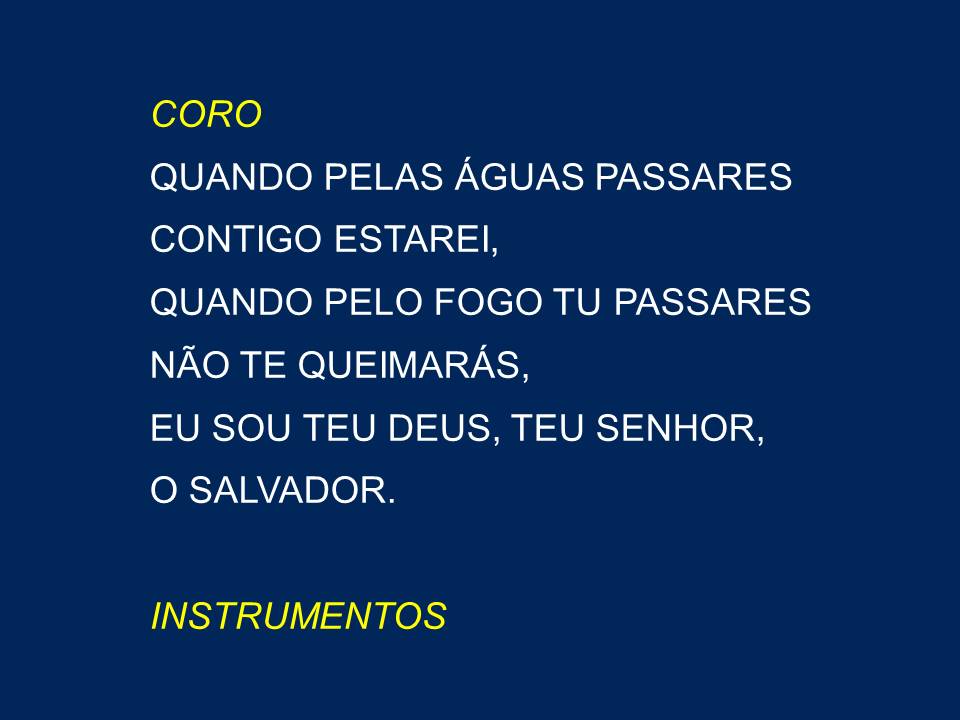 CORO
QUANDO PELAS ÁGUAS PASSARES
CONTIGO ESTAREI,
QUANDO PELO FOGO TU PASSARES
NÃO TE QUEIMARÁS,
EU SOU TEU DEUS, TEU SENHOR,
O SALVADOR.
INSTRUMENTOS